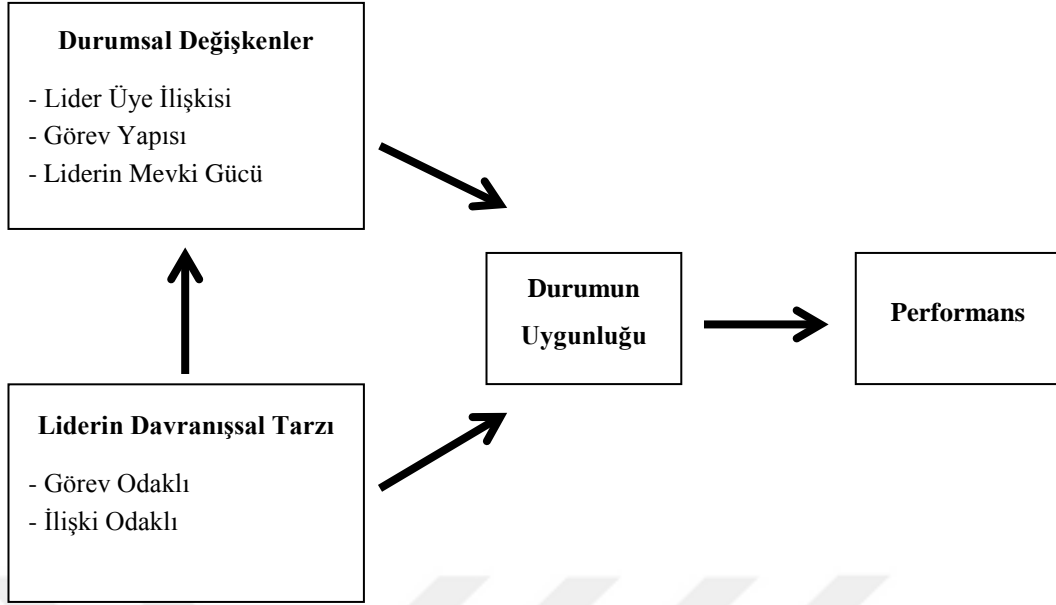 Durumsal Değişkenler
- Lider Üye İlişkisi
- Görev Yapısı
- Liderin Mevki Gücü
Durumun
Uygunluğu
Performans
Liderin Davranışsal Tarzı
- Görev Odaklı
- İlişki Odaklı